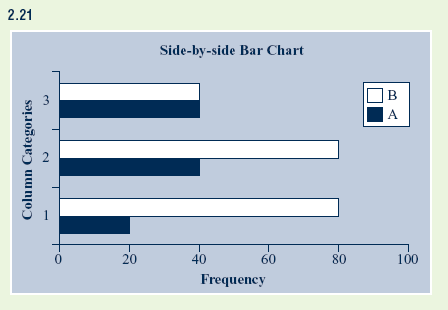 2.21
Side-by-side Bar Chart
B
A
Column Categories
3
2
1
0 20 40 60 80 100
Frequency